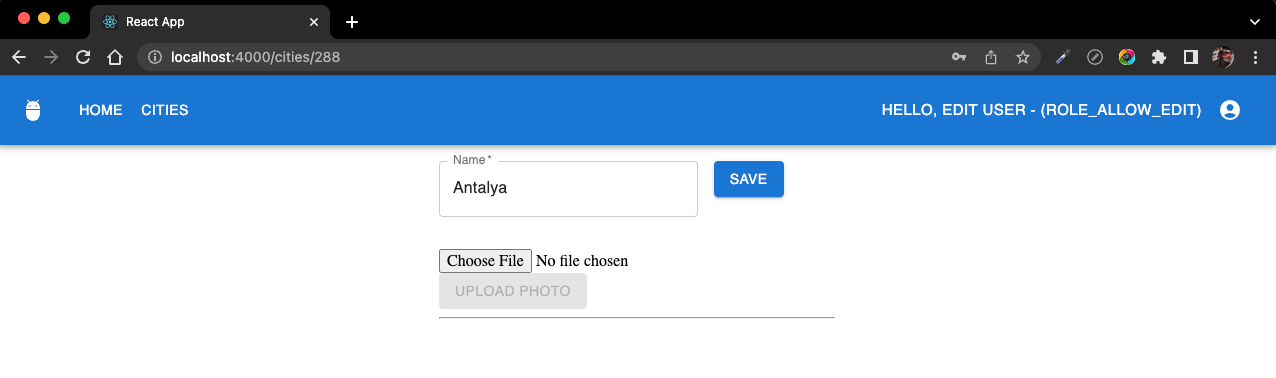 React App
localhost:4000/cities/288
HOME CITIES HELLO, EDIT USER - (ROLE_ALLOW_EDIT)
Name *
Antalya SAVE
Choose File No file chosen
UPLOAD PHOTO